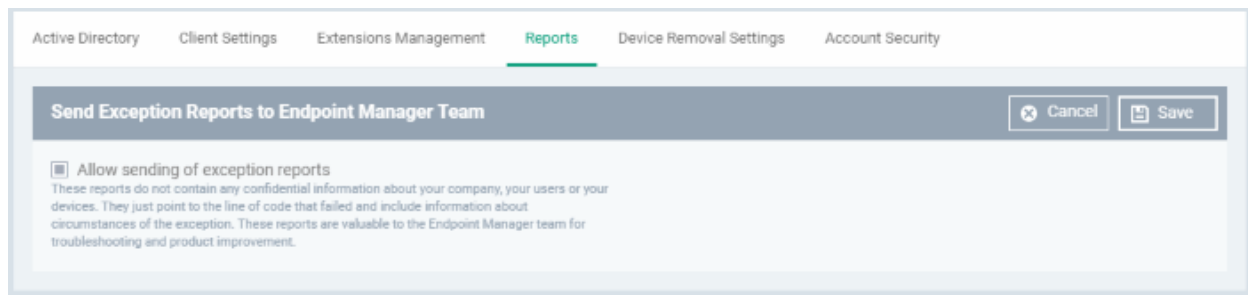 Active Directory Client Settings Extensions Management Reports Device Removal Settings Account Security
Send Exception Reports to Endpoint Manager Team Cancel Save
Allow sending of exception reports
These reports do not contain any confidential information about your company, your users or your
devices. They just point to the line of code that failed and include information about
circumstances of the exception. These reports are valuable to the Endpoint Manager team for
troubleshooting and product improvement.